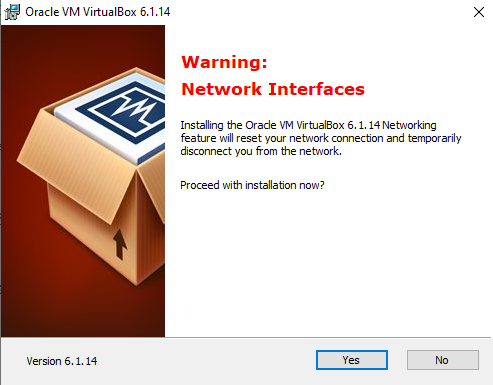 Oracle VM VirtualBox 6.1.14
Warning:
Network Interfaces
Installing the Oracle VM VirtualBox 6.1.14 Networking
feature will reset your network connection and temporarily
disconnect you from the network.
Proceed with installation now?
Version 6.1.14
Yes
No